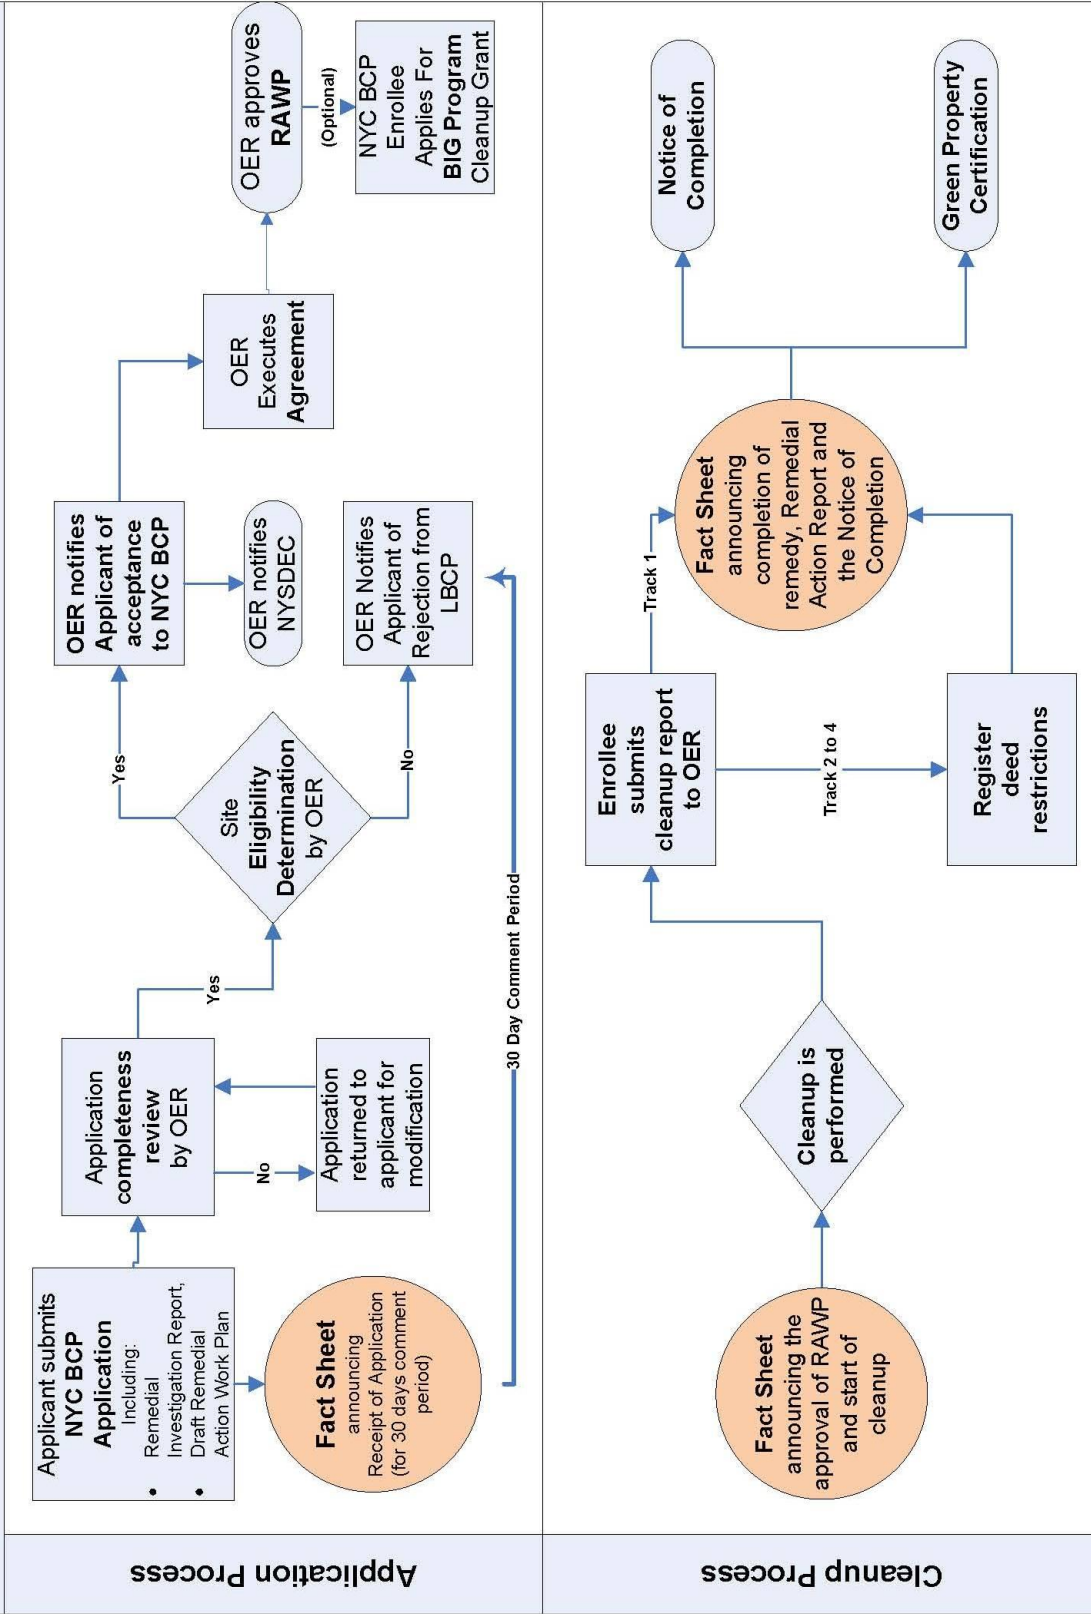 Application Process
Applicant submits
NYC BCP
Application
Including:
• Remedial
Investigation Report,
• Draft Remedial
Action Work Plan
Fact Sheet
announcing
Receipt of Application
(for 30 days comment
period)
Application
completeness
review
by OER
No
Application
returned to
applicant for
modification
Yes
Site
Eligibility
Determination
by OER
Yes
No
OER notifies
Applicant of
acceptance
to NYC BCP
OER notifies
NYSDEC
OER Notifies
Applicant of
Rejection from
LBCP
30 Day Comment Period
OER
Executes
Agreement
OER approves
RAWP
(Optional)
NYC BCP
Enrollee
Applies For
BIG Program
Cleanup Grant
Cleanup Process
Fact Sheet
announcing the
approval of RAWP
and start of
cleanup
Cleanup is
performed
Enrollee
submits
cleanup report
to OER
Track 1
Track 2 to 4
Register
deed
restrictions
Fact Sheet
announcing
completion of
remedy, Remedial
Action Report and
the Notice of
Completion
Notice of
Completion
Green Property
Certification